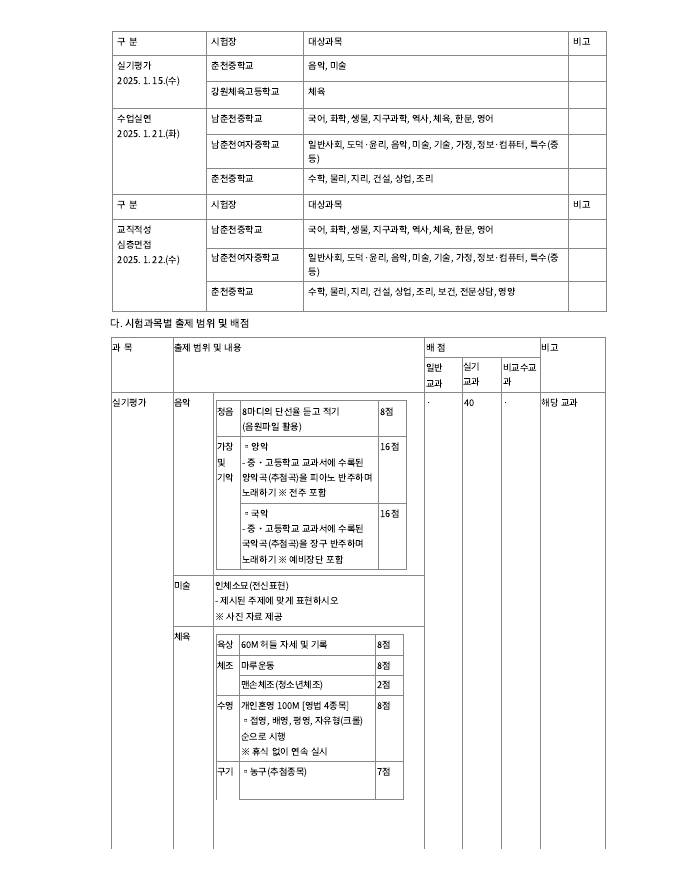 구 분 시험장 대상과목 비고
실기평가 춘천중학교 음악, 미술
2025. 1. 15.(수)
강원체육고등학교 체육
수업실연 남춘천중학교 국어, 화학, 생물, 지구과학, 역사, 체육, 한문, 영어
2025. 1.21.(화)
남춘천여자중학교 일반사회, 도덕·윤리, 음악, 미술, 기술, 가정, 정보·컴퓨터, 특수(중
등)
춘천중학교 수학, 물리, 지리, 건설, 상업, 조리
구 분 시험장 대상과목 비고
교직적성 남춘천중학교 국어, 화학, 생물, 지구과학, 역사, 체육, 한문, 영어
심층면접
2025. 1.22.(수) 남춘천여자중학교 일반사회, 도덕·윤리, 음악, 미술, 기술, 가정, 정보·컴퓨터, 특수(중
등)
춘천중학교 수학, 물리, 지리, 건설, 상업, 조리, 보건, 전문상담, 영양
다. 시험과목별 출제 범위 및 배점
과 목 출제 범위 및 내용 배 점 비고
일반 실기 비교수교
교과 교과 과
실기평가 음악 · 40 · 해당 교과
청음 8마디의 단선율 듣고 적기 8점
(음원파일 활용)
가창 ▫양악 16점
및 - 중·고등학교 교과서에 수록된
기악 양악곡(추첨곡)을 피아노 반주하며
노래하기 ※ 전주 포함
▫국악 16점
- 중·고등학교 교과서에 수록된
국악곡(추첨곡)을 장구 반주하며
노래하기 ※ 예비장단 포함
미술 인체소묘(전신표현)
- 제시된 주제에 맞게 표현하시오
※ 사진 자료 제공
체육
육상 60M 허들 자세 및 기록 8점
체조 마루운동 8점
맨손체조(청소년체조) 2점
수영 개인혼영 100M [영법 4종목] 8점
▫접영, 배영, 평영, 자유형(크롤)
순으로 시행
※ 휴식 없이 연속 실시
구기 ▫농구(추첨종목) 7점